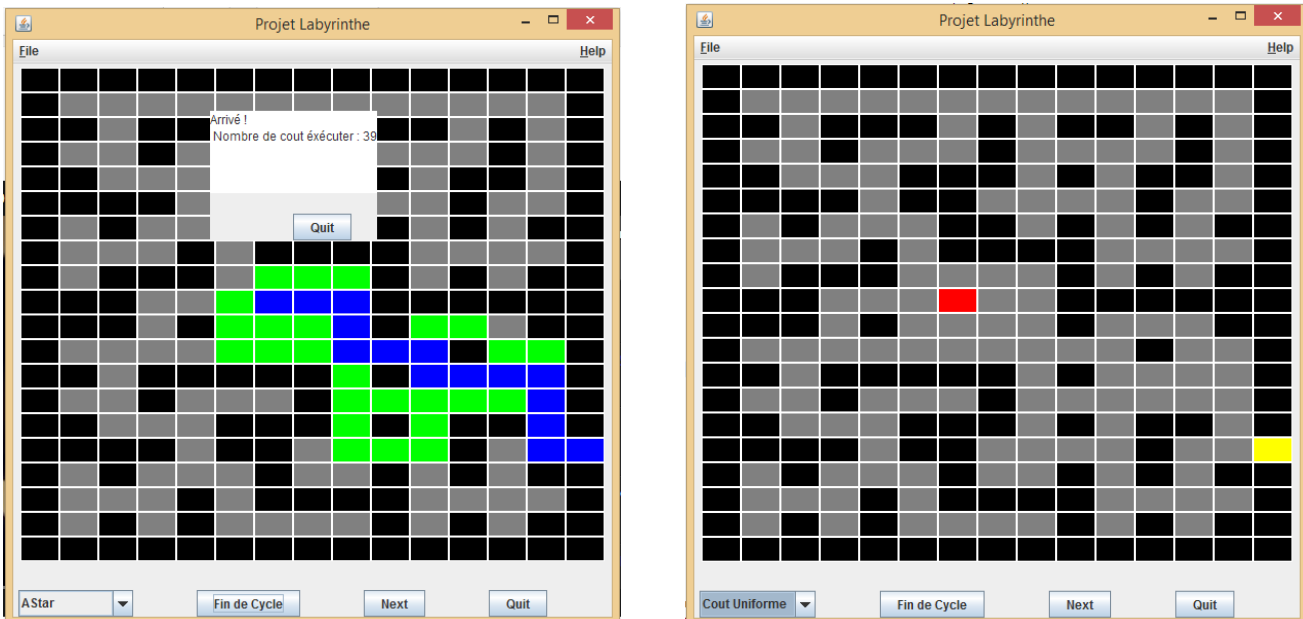 Projet Labyrinthe
File Help
Arrivé !
Nombre de cout éxécuter : 39
Quit
AStar Fin de Cycle Next Quit
Projet Labyrinthe
File Help
Cout Uniforme Fin de Cycle Next Quit